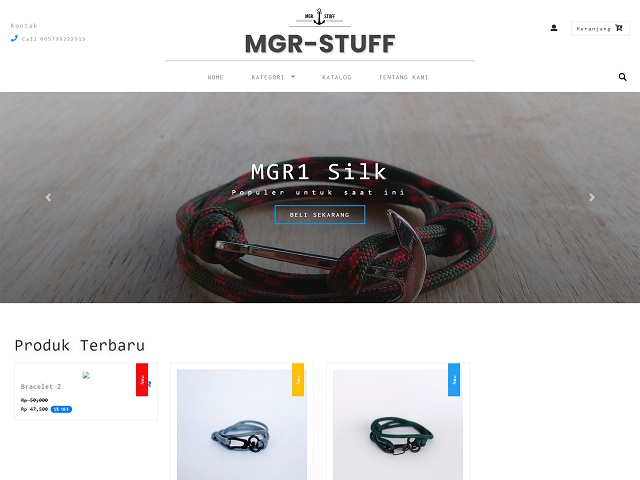 MGR STUFF
Kontak
Call 085799222915
MGR-STUFF
Keranjang
HOME
KATEGORI
KATALOG
TENTANG KAMI
MGR1 Silk
Populer untuk saat ini
BELI SEKARANG
Produk Terbaru
New
New
New
Bracelet 2
Rp 50,000
Rp 47,500 5% OFF